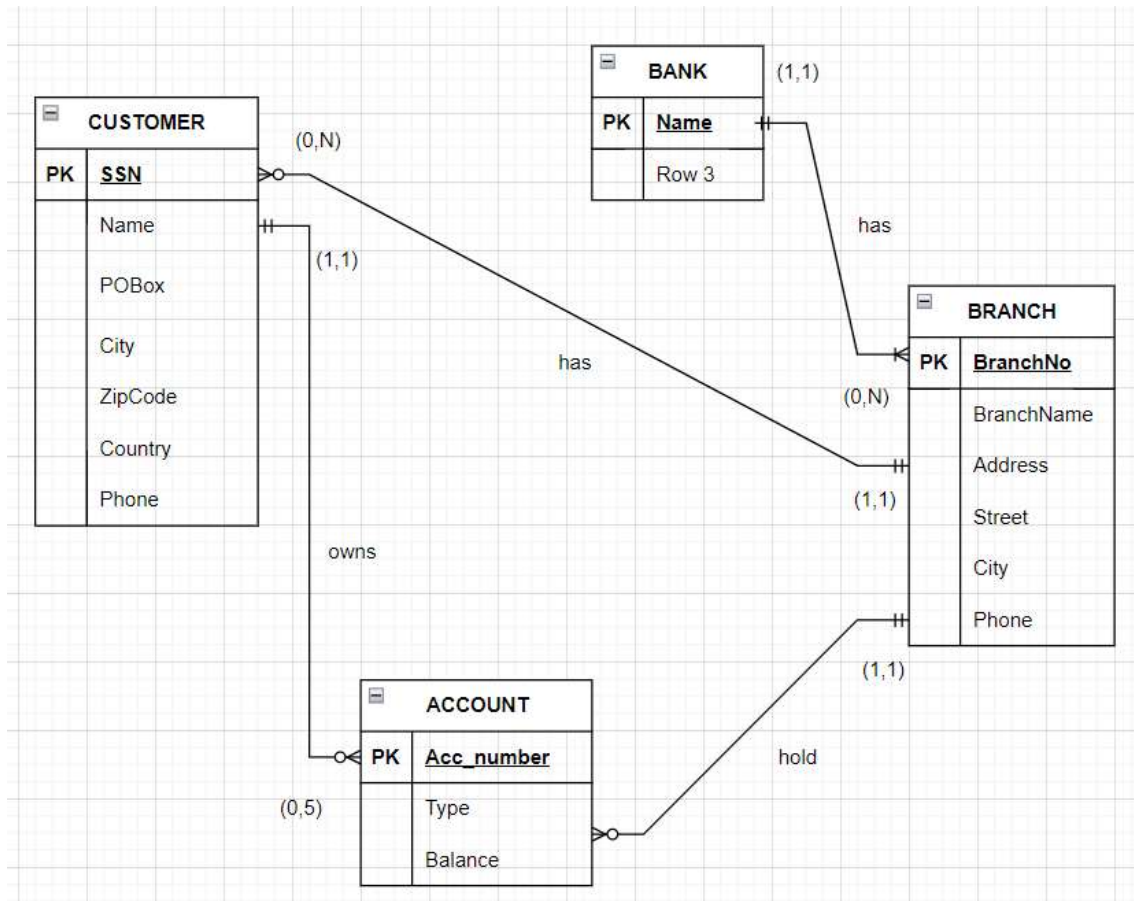 BANK
(1,1)
PK Name
Row 3
CUSTOMER
(0,N)
PK SSN
Name
(1,1)
POBox
City
ZipCode
Country
Phone
has
has
BRANCH
PK BranchNo
(0,N)
BranchName
Address
(1,1)
Street
City
Phone
(1,1)
owns
ACCOUNT
PK Acc_number
(0,5)
Type
Balance
hold